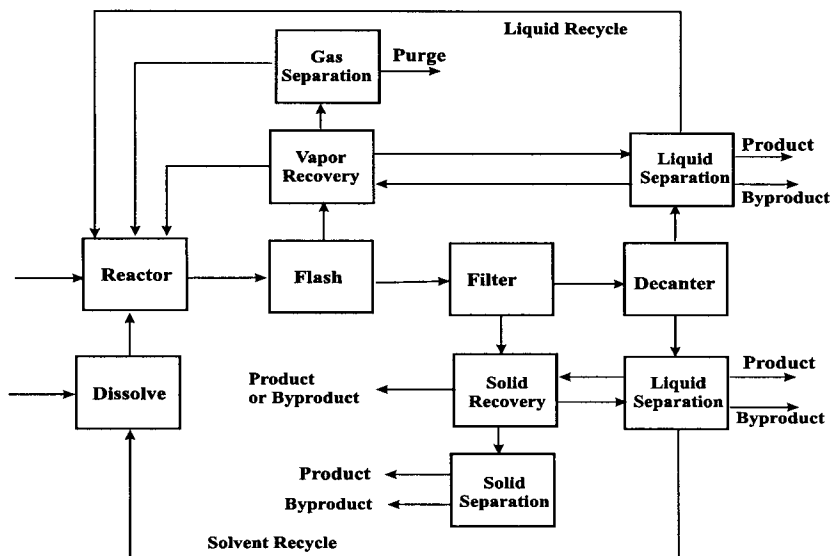 Liquid Recycle
Gas
Separation
Purge
Vapor
Recovery
Liquid
Separation
Product
Byproduct
Reactor
Flash
Filter
Decanter
Dissolve
Product
or Byproduct
Solid
Recovery
Liquid
Separation
Product
Byproduct
Product
Byproduct
Solid
Separation
Solvent Recycle